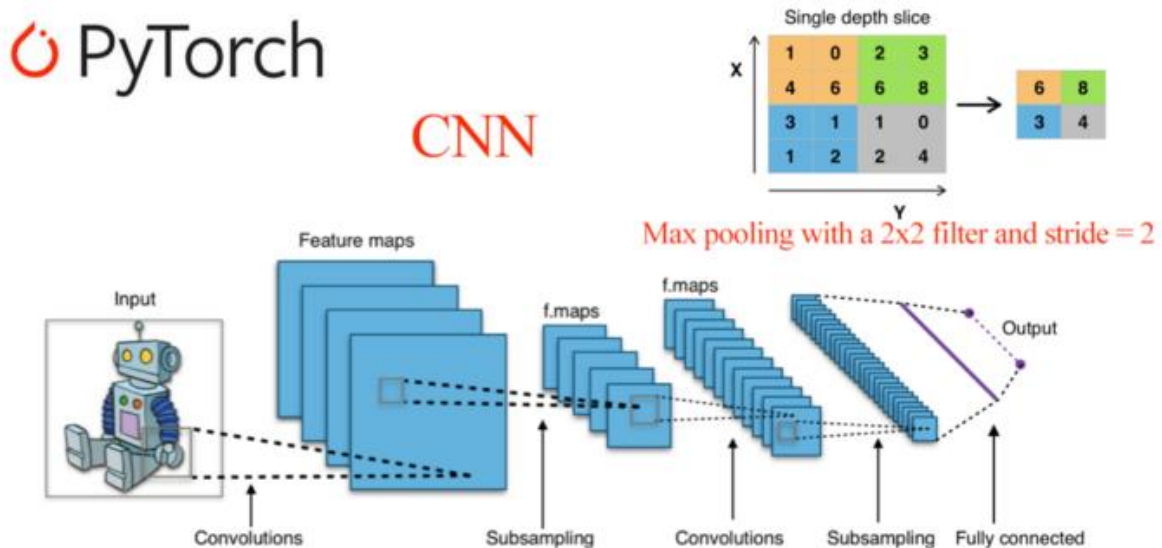 PyTorch
CNN
Single depth slice
X
1 0 2 3
4 6 6 8
3 1 1 0
1 2 2 4
Y
6 8
3 4
Max pooling with a 2x2 filter and stride = 2
Input
Feature maps
f.maps
f.maps
Output
Convolutions
Subsampling
Convolutions
Subsampling
Fully connected